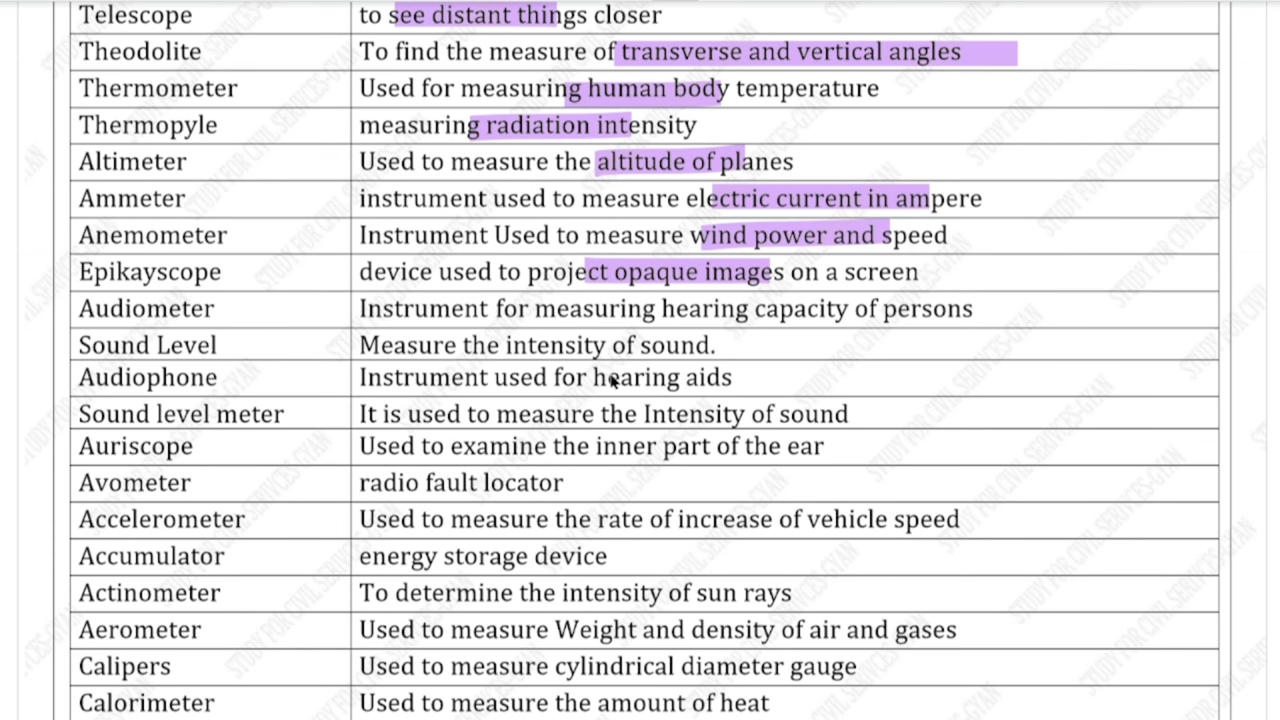 Telescope to see distant things closer
Theodolite To find the measure of transverse and vertical angles
Thermometer Used for measuring human body temperature
Thermopyle measuring radiation intensity
Altimeter Used to measure the altitude of planes
Ammeter instrument used to measure electric current in ampere
Anemometer Instrument Used to measure wind power and speed
Epikayscope device used to project opaque images on a screen
Audiometer Instrument for measuring hearing capacity of persons
Sound Level Measure the intensity of sound.
Audiophone Instrument used for hearing aids
Sound level meter It is used to measure the Intensity of sound
Auriscope Used to examine the inner part of the ear
Avometer radio fault locator
Accelerometer Used to measure the rate of increase of vehicle speed
Accumulator energy storage device
Actinometer To determine the intensity of sun rays
Aerometer Used to measure Weight and density of air and gases
Calipers Used to measure cylindrical diameter gauge
Calorimeter Used to measure the amount of heat